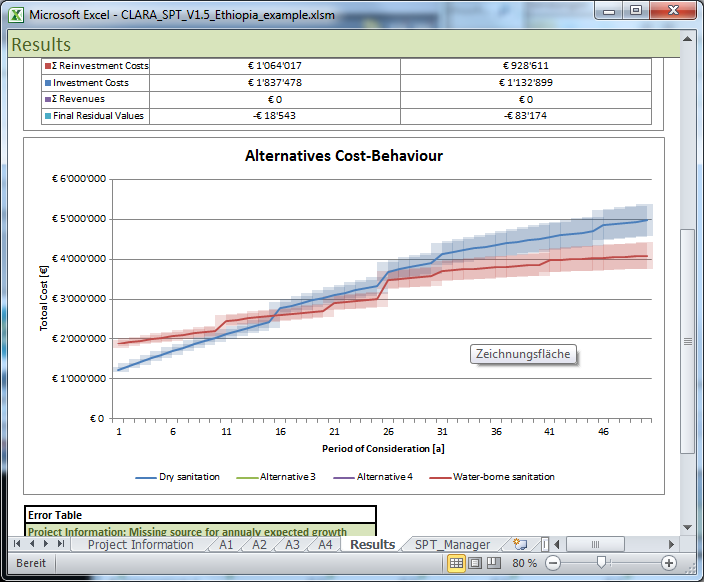 Microsoft Excel - CLARA_SPT_V1.5_Ethiopia_example.xlsm
Results
Σ Reinvestment Costs € 1'064'017 € 928'611
Investment Costs € 1'837'478 € 1'132'899
Σ Revenues € 0 € 0
Final Residual Values -€ 18'543 -€ 83'174
Alternatives Cost-Behaviour
€ 6'000'000
€ 5'000'000
€ 4'000'000
€ 3'000'000
€ 2'000'000
€ 1'000'000
€ 0
Totoal Cost [€]
1 6 11 16 21 26 31 36 41 46
Period of Consideration [a]
Zeichnungsfläche
Dry sanitation Alternative 3 Alternative 4 Water-borne sanitation
Error Table
Project Information: Missing source for annualy expected growth
Project Information A1 A2 A3 A4 Results SPT_Manager
Bereit 80 %